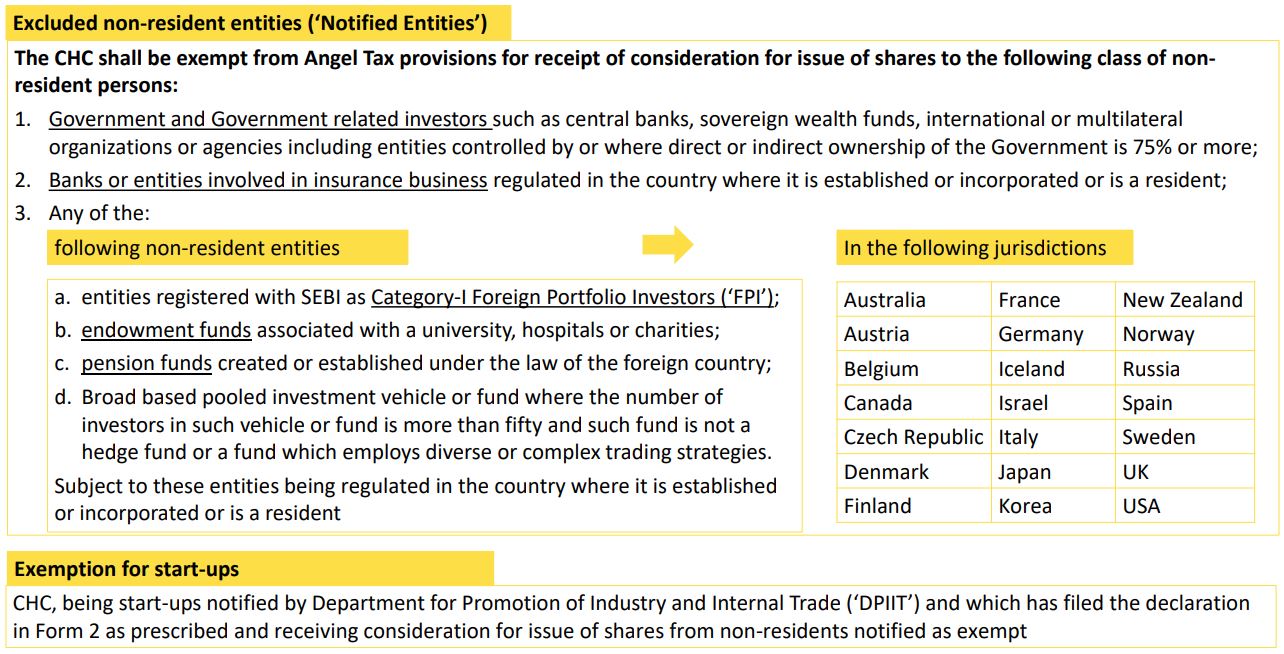 Excluded non-resident entities (‘Notified Entities’)
The CHC shall be exempt from Angel Tax provisions for receipt of consideration for issue of shares to the following class of non-
resident persons:
1. Government and Government related investors such as central banks, sovereign wealth funds, international or multilateral
organizations or agencies including entities controlled by or where direct or indirect ownership of the Government is 75% or more;
2. Banks or entities involved in insurance business regulated in the country where it is established or incorporated or is a resident;
3. Any of the:
following non-resident entities
a. entities registered with SEBI as Category-I Foreign Portfolio Investors (‘FPI’);
b. endowment funds associated with a university, hospitals or charities;
c. pension funds created or established under the law of the foreign country;
d. Broad based pooled investment vehicle or fund where the number of
investors in such vehicle or fund is more than fifty and such fund is not a
hedge fund or a fund which employs diverse or complex trading strategies.
Subject to these entities being regulated in the country where it is established
or incorporated or is a resident
In the following jurisdictions
Australia France New Zealand
Austria Germany Norway
Belgium Iceland Russia
Canada Israel Spain
Czech Republic Italy Sweden
Denmark Japan UK
Finland Korea USA
Exemption for start-ups
CHC, being start-ups notified by Department for Promotion of Industry and Internal Trade (‘DPIIT’) and which has filed the declaration
in Form 2 as prescribed and receiving consideration for issue of shares from non-residents notified as exempt